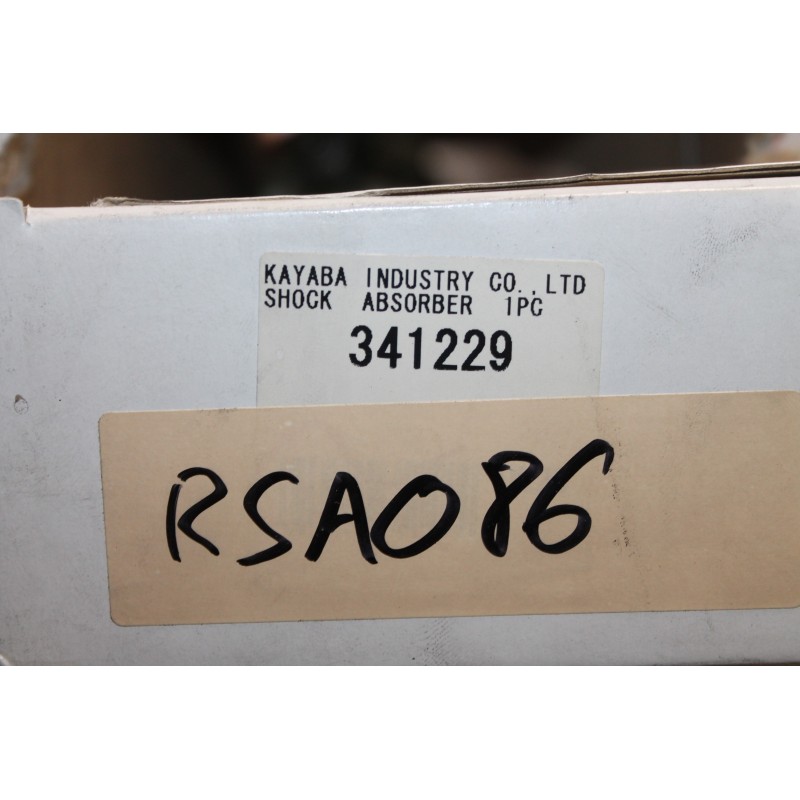 KAYABA INDUSTRY CO.,LTD
SHOCK ABSORBER 1PC
341229
RSA086